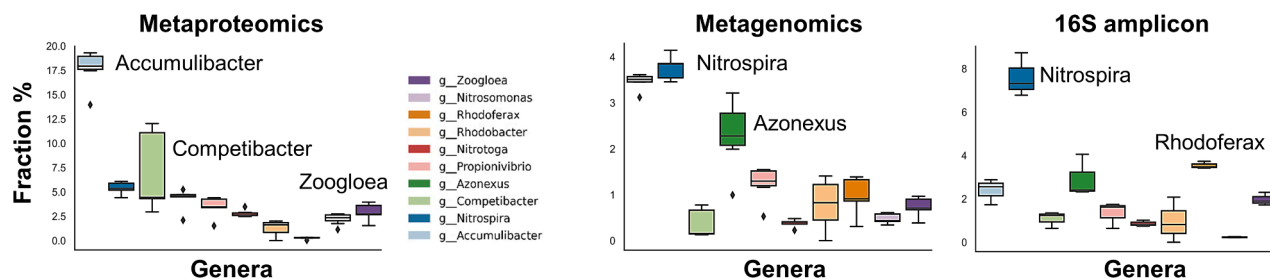 Metaproteomics
Fraction %
20.0
17.5
15.0
12.5
10.0
7.5
5.0
2.5
0.0
Accumulibacter
Competibacter
Zoogloea
Genera
g__Zoogloea
g__Nitrosomonas
g__Rhodoferax
g__Rhodobacter
g__Nitrotoga
g__Propionivibrio
g__Azonexus
g__Competibacter
g__Nitrospira
g__Accumulibacter
Metagenomics
4
3
2
1
0
Nitrospira
Azonexus
Genera
16S amplicon
8
6
4
2
0
Nitrospira
Rhodoferax
Genera